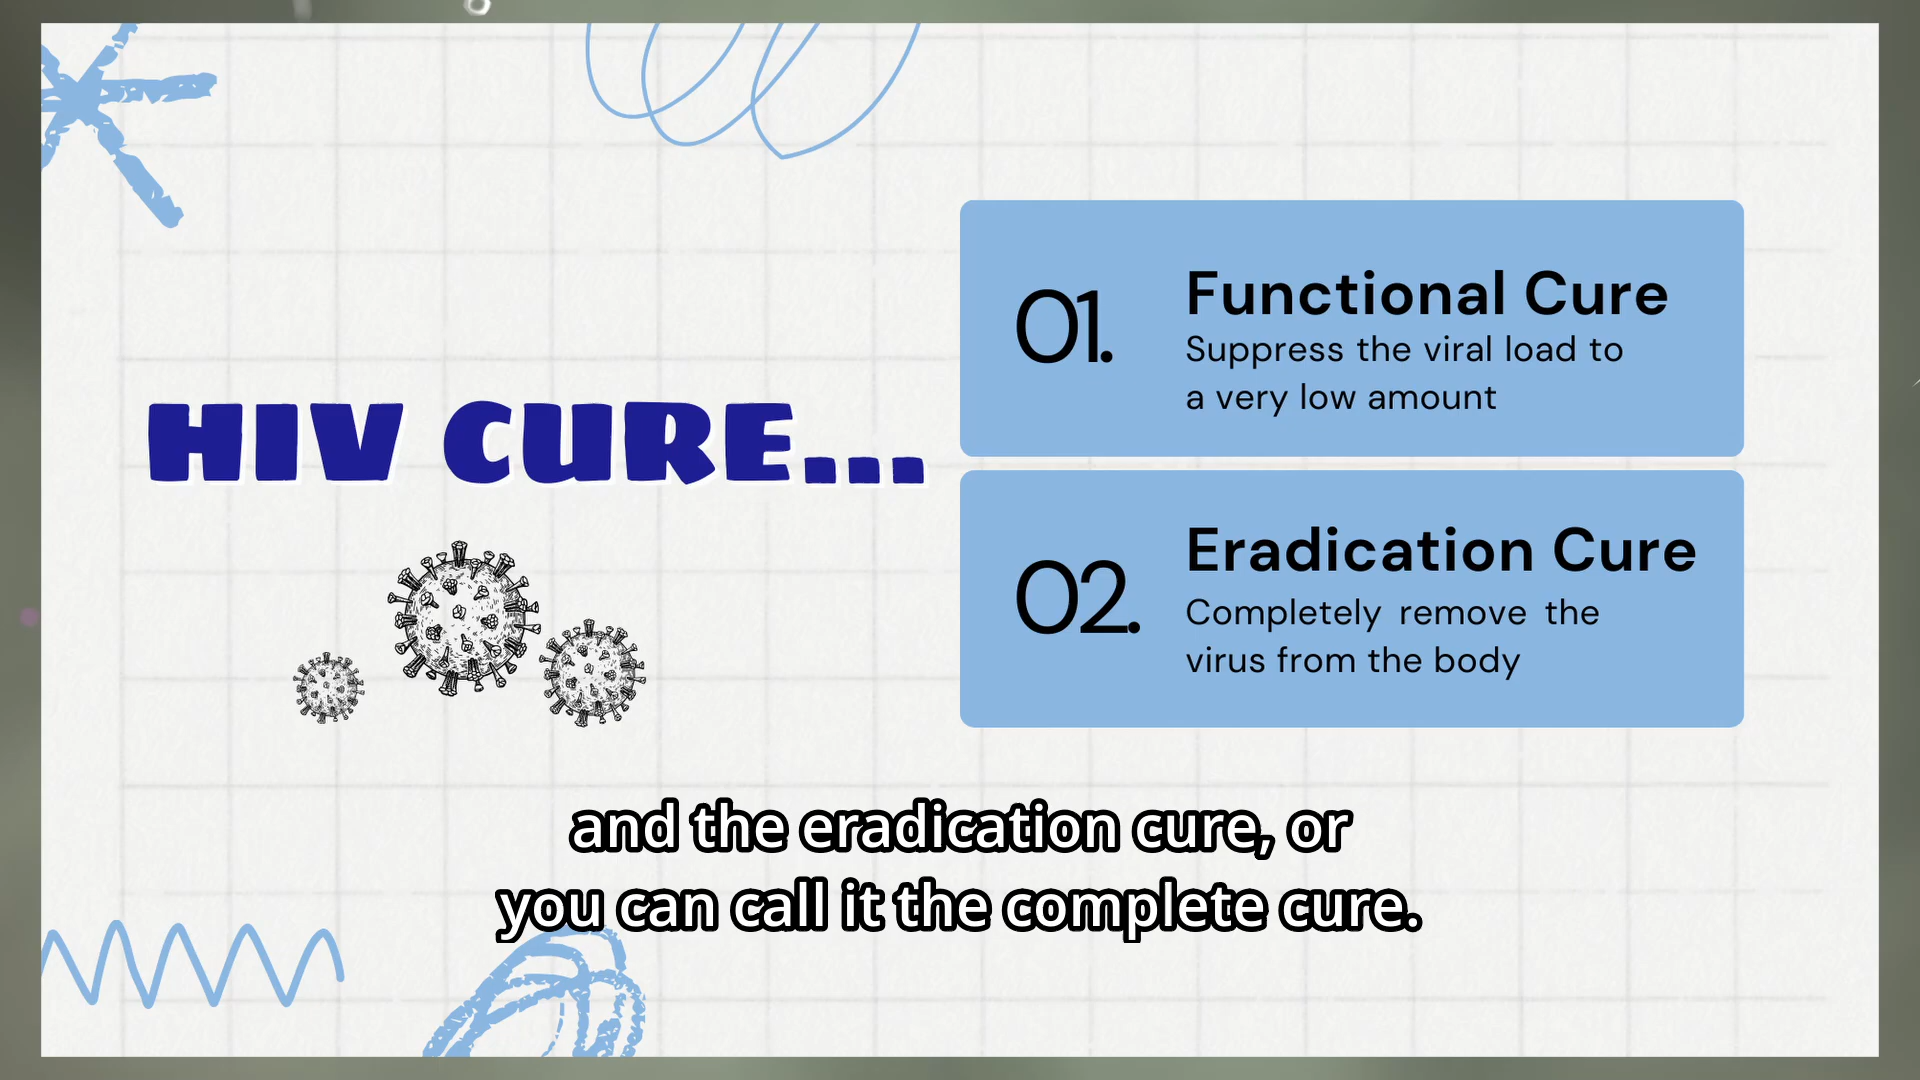 HIV CURE...
01.
Functional Cure
Suppress the viral load to
a very low amount
02.
Eradication Cure
Completely remove the
virus from the body
and the eradication cure, or
you can call it the complete cure.